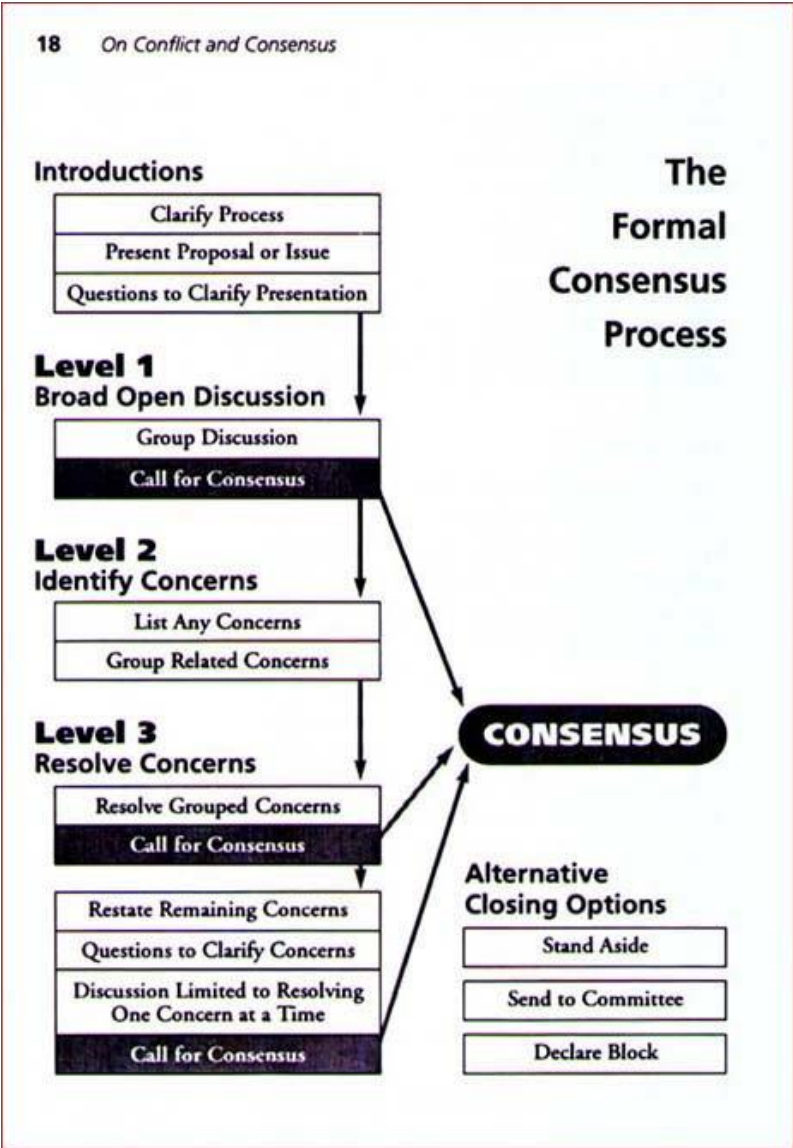 18 On Conflict and Consensus
The
Formal
Consensus
Process
Introductions
Clarify Process
Present Proposal or Issue
Questions to Clarify Presentation
Level 1
Broad Open Discussion
Group Discussion
Call for Consensus
Level 2
Identify Concerns
List Any Concerns
Group Related Concerns
Level 3
Resolve Concerns
Resolve Grouped Concerns
Call for Consensus
Restate Remaining Concerns
Questions to Clarify Concerns
Discussion Limited to Resolving
One Concern at a Time
Call for Consensus
CONSENSUS
Alternative
Closing Options
Stand Aside
Send to Committee
Declare Block